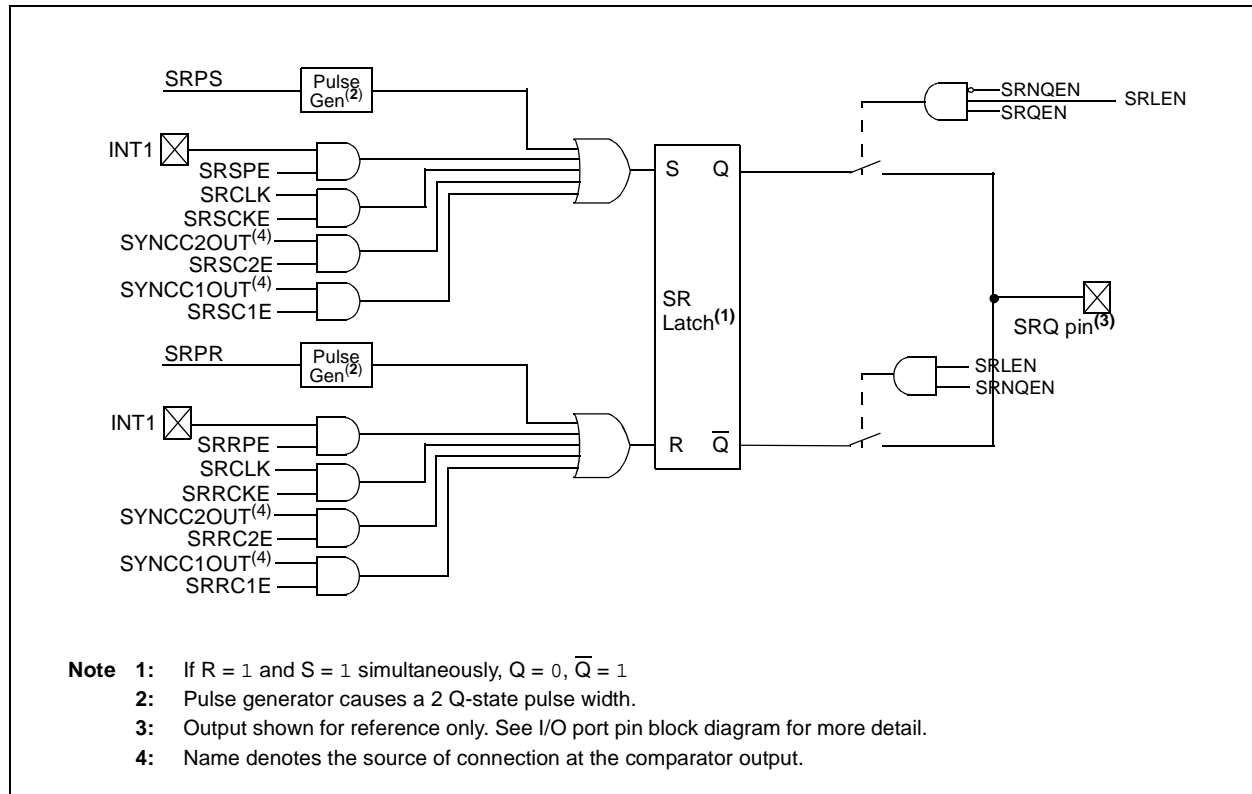 SRPS
Pulse
Gen(2)
INT1
SRSPE
SRCLK
SRSCKE
SYNCC2OUT(4)
SRSC2E
SYNCC1OUT(4)
SRSC1E
SRPR
Pulse
Gen(2)
INT1
SRRPE
SRCLK
SRRCKE
SYNCC2OUT(4)
SRRC2E
SYNCC1OUT(4)
SRRC1E
S Q
SR
Latch(1)
R Q̅
SRNQEN
SRLEN
SRQEN
SRQ pin(3)
SRLEN
SRNQEN
Note 1: If R = 1 and S = 1 simultaneously, Q = 0, Q̅ = 1
2: Pulse generator causes a 2 Q-state pulse width.
3: Output shown for reference only. See I/O port pin block diagram for more detail.
4: Name denotes the source of connection at the comparator output.